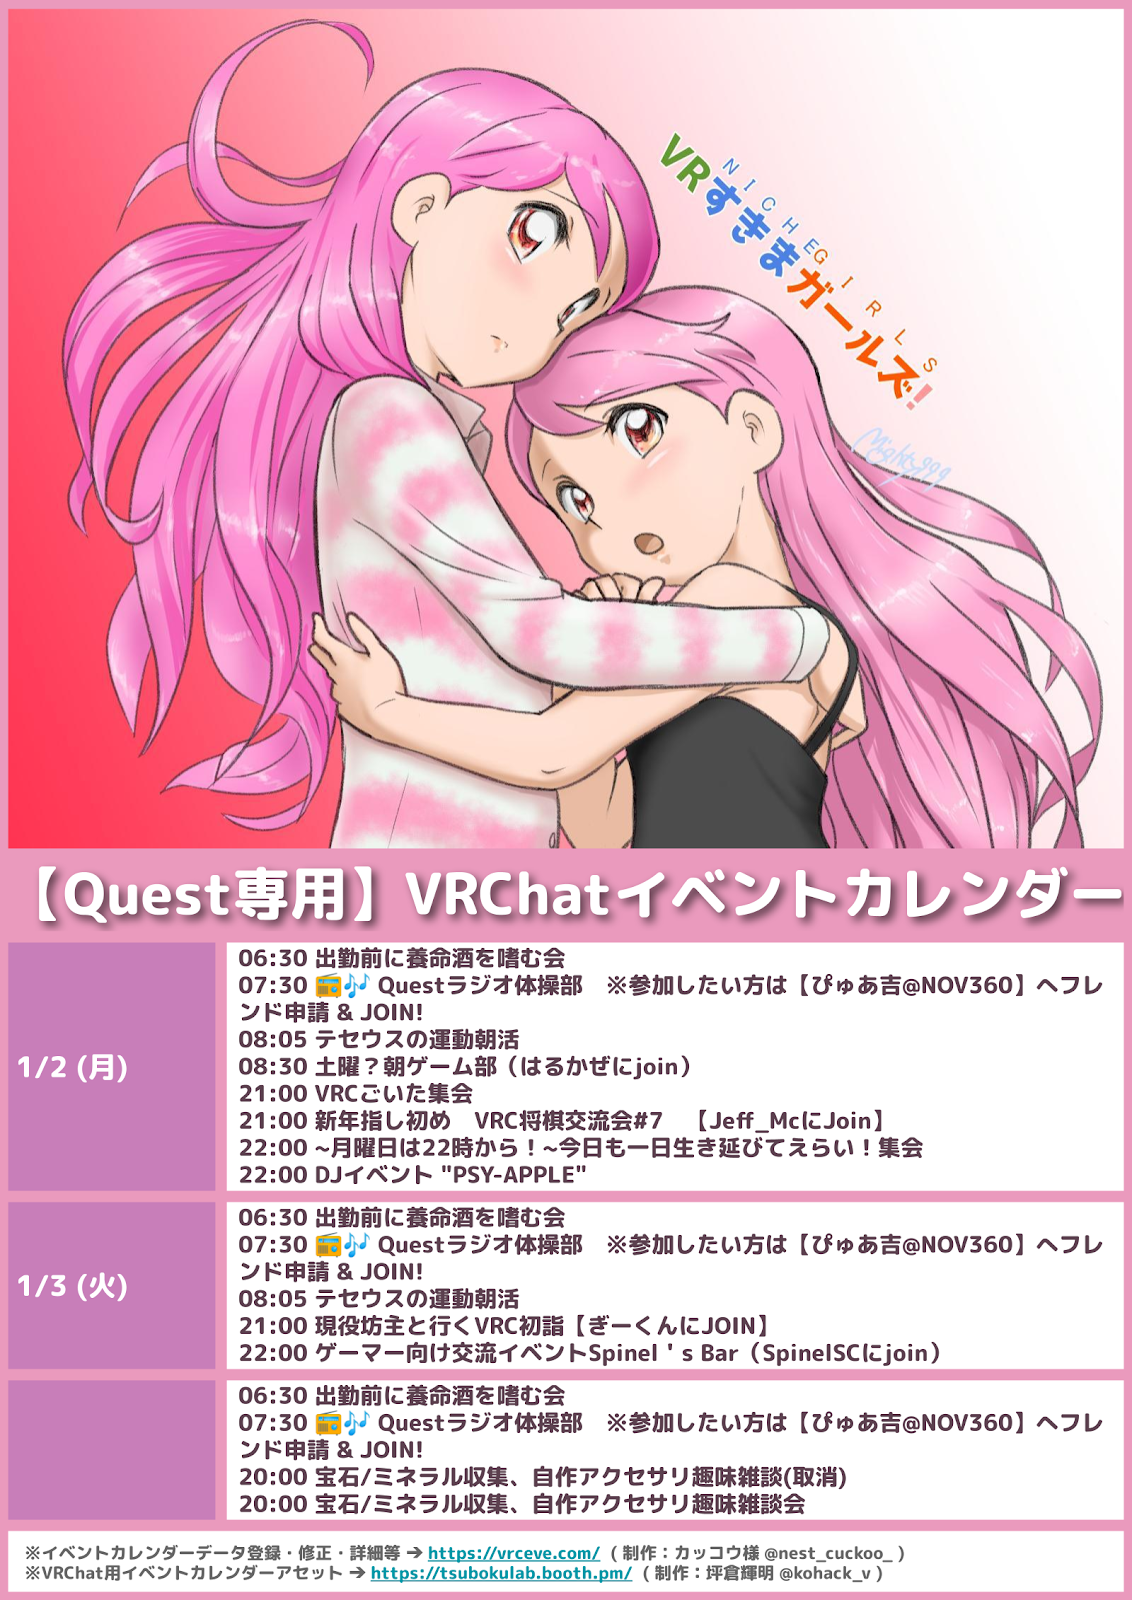 VRすきまガールズ!
NICHEGIRLS
Mighty999
【Quest専用】VRChatイベントカレンダー
1/2 (月)
06:30 出勤前に養命酒を嗜む会
07:30 📻🎶 Questラジオ体操部　※参加したい方は【ぴゅあ吉@NOV360】へフレ
ンド申請 & JOIN!
08:05 テセウスの運動朝活
08:30 土曜？朝ゲーム部（はるかぜにjoin）
21:00 VRCごいた集会
21:00 新年指し初め　VRC将棋交流会#7　【Jeff_McにJoin】
22:00 ~月曜日は22時から！~今日も一日生き延びてえらい！集会
22:00 DJイベント "PSY-APPLE"
1/3 (火)
06:30 出勤前に養命酒を嗜む会
07:30 📻🎶 Questラジオ体操部　※参加したい方は【ぴゅあ吉@NOV360】へフレ
ンド申請 & JOIN!
08:05 テセウスの運動朝活
21:00 現役坊主と行くVRC初詣【ぎーくんにJOIN】
22:00 ゲーマー向け交流イベントSpinel ' s Bar（SpinelSCにjoin）
06:30 出勤前に養命酒を嗜む会
07:30 📻🎶 Questラジオ体操部　※参加したい方は【ぴゅあ吉@NOV360】へフレ
ンド申請 & JOIN!
20:00 宝石/ミネラル収集、自作アクセサリ趣味雑談(取消)
20:00 宝石/ミネラル収集、自作アクセサリ趣味雑談会
※イベントカレンダーデータ登録・修正・詳細等 ➔ https://vrceve.com/ （制作：カッコウ様 @nest_cuckoo_ ）
※VRChat用イベントカレンダーアセット ➔ https://tsubokulab.booth.pm/ （制作：坪倉輝明 @kohack_v ）